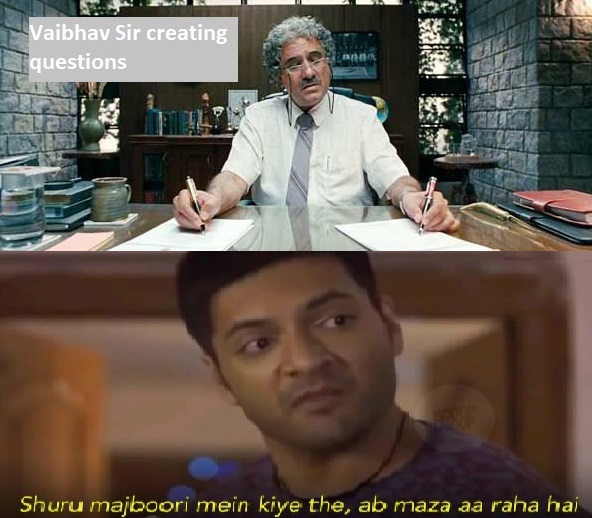 Vaibhav Sir creating
questions
Shuru majboori mein kiye the, ab maza aa raha hai